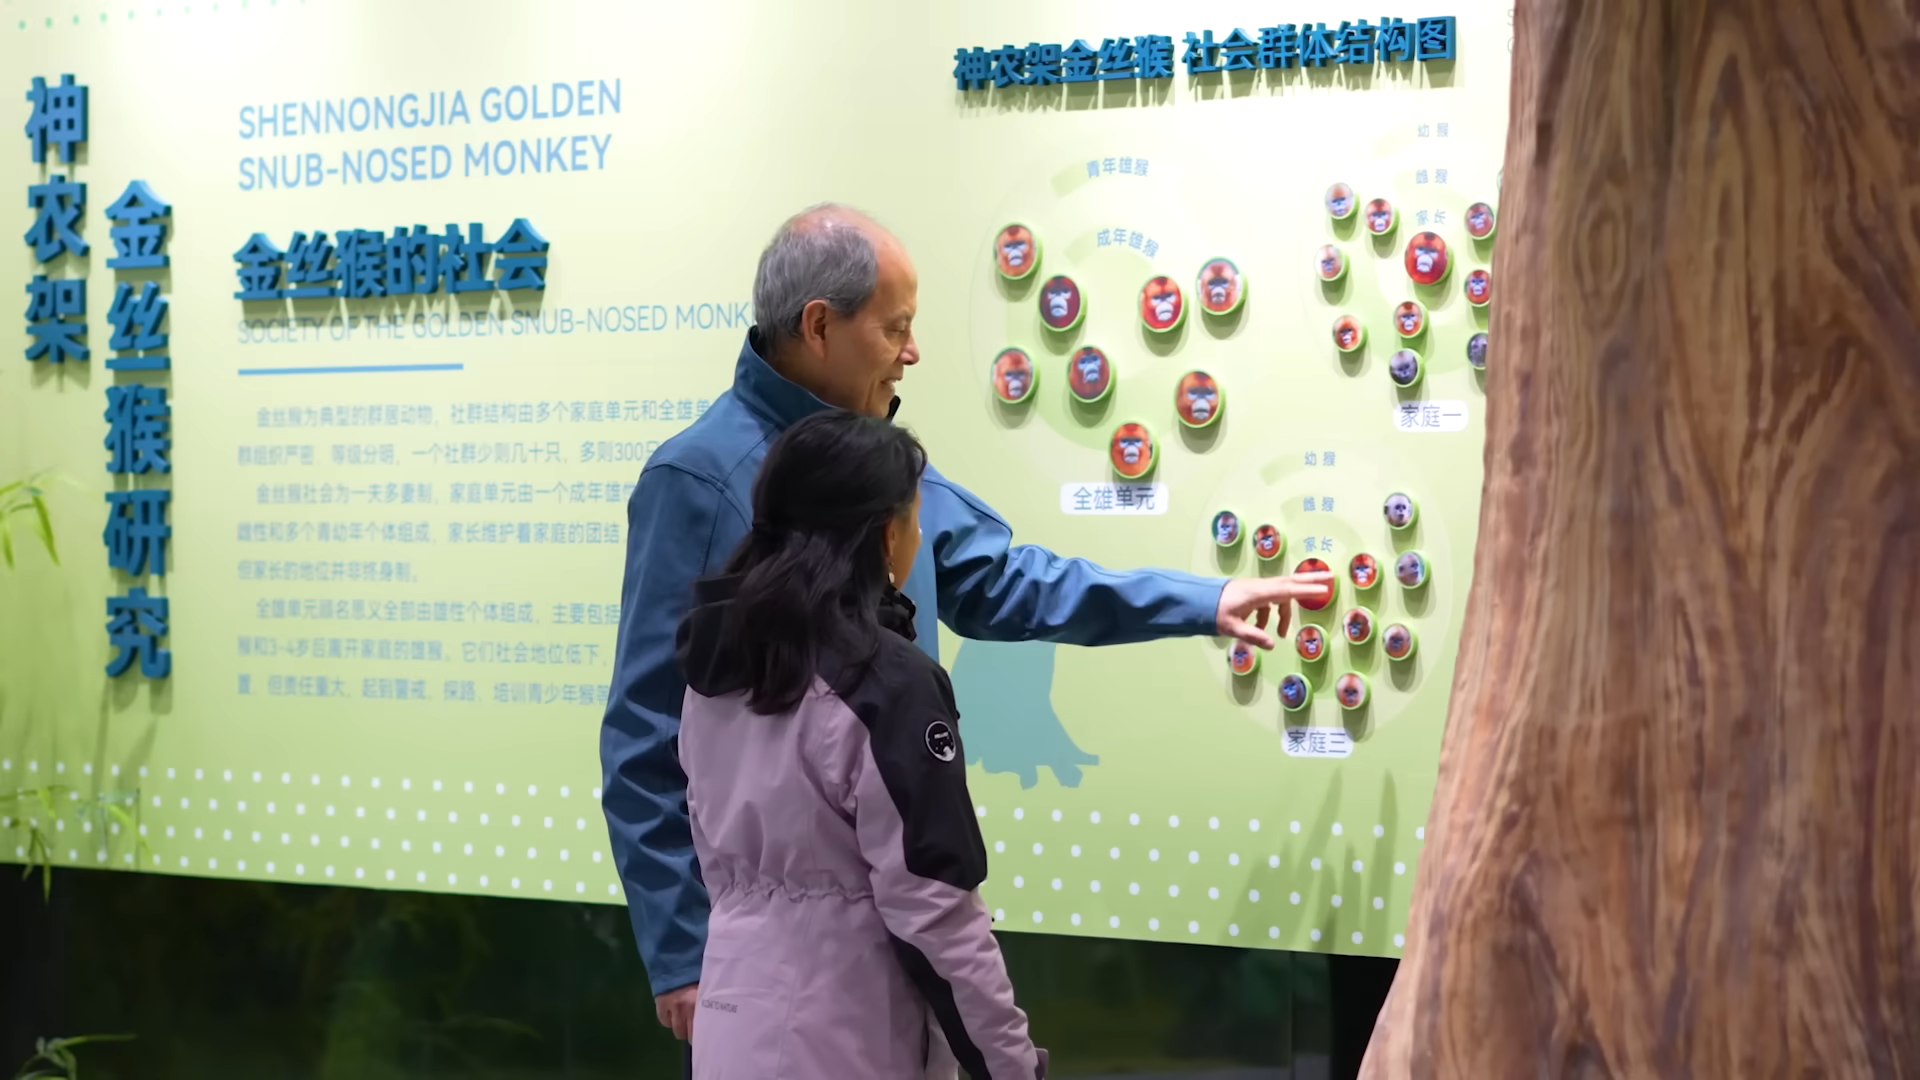 神农架
金丝猴研究
SHENNONGJIA GOLDEN
SNUB-NOSED MONKEY
金丝猴的社会
SOCIETY OF THE GOLDEN SNUB-NOSED
金丝猴为典型的群居动物，社群结构由多个家庭单元和全雄
群组织严密，等级分明，一个社群少则几十只，多则300
金丝猴社会为一夫多妻制，家庭单元由一个成年雄
雌性和多个青幼年个体组成，家长维护着家庭的团结
但家长的地位并非终身制。
全雄单元顾名思义全部由雄性个体组成，主要包括
猴和3-4岁后离开家庭的雄猴。它们社会地位低下，
置，但责任重大，起到警戒、探路、培训青少年猴等
神农架金丝猴 社会群体结构图
青年雄猴
成年雄猴
全雄单元
幼猴
雌猴
家长
家庭一
幼猴
雌猴
家长
家庭三